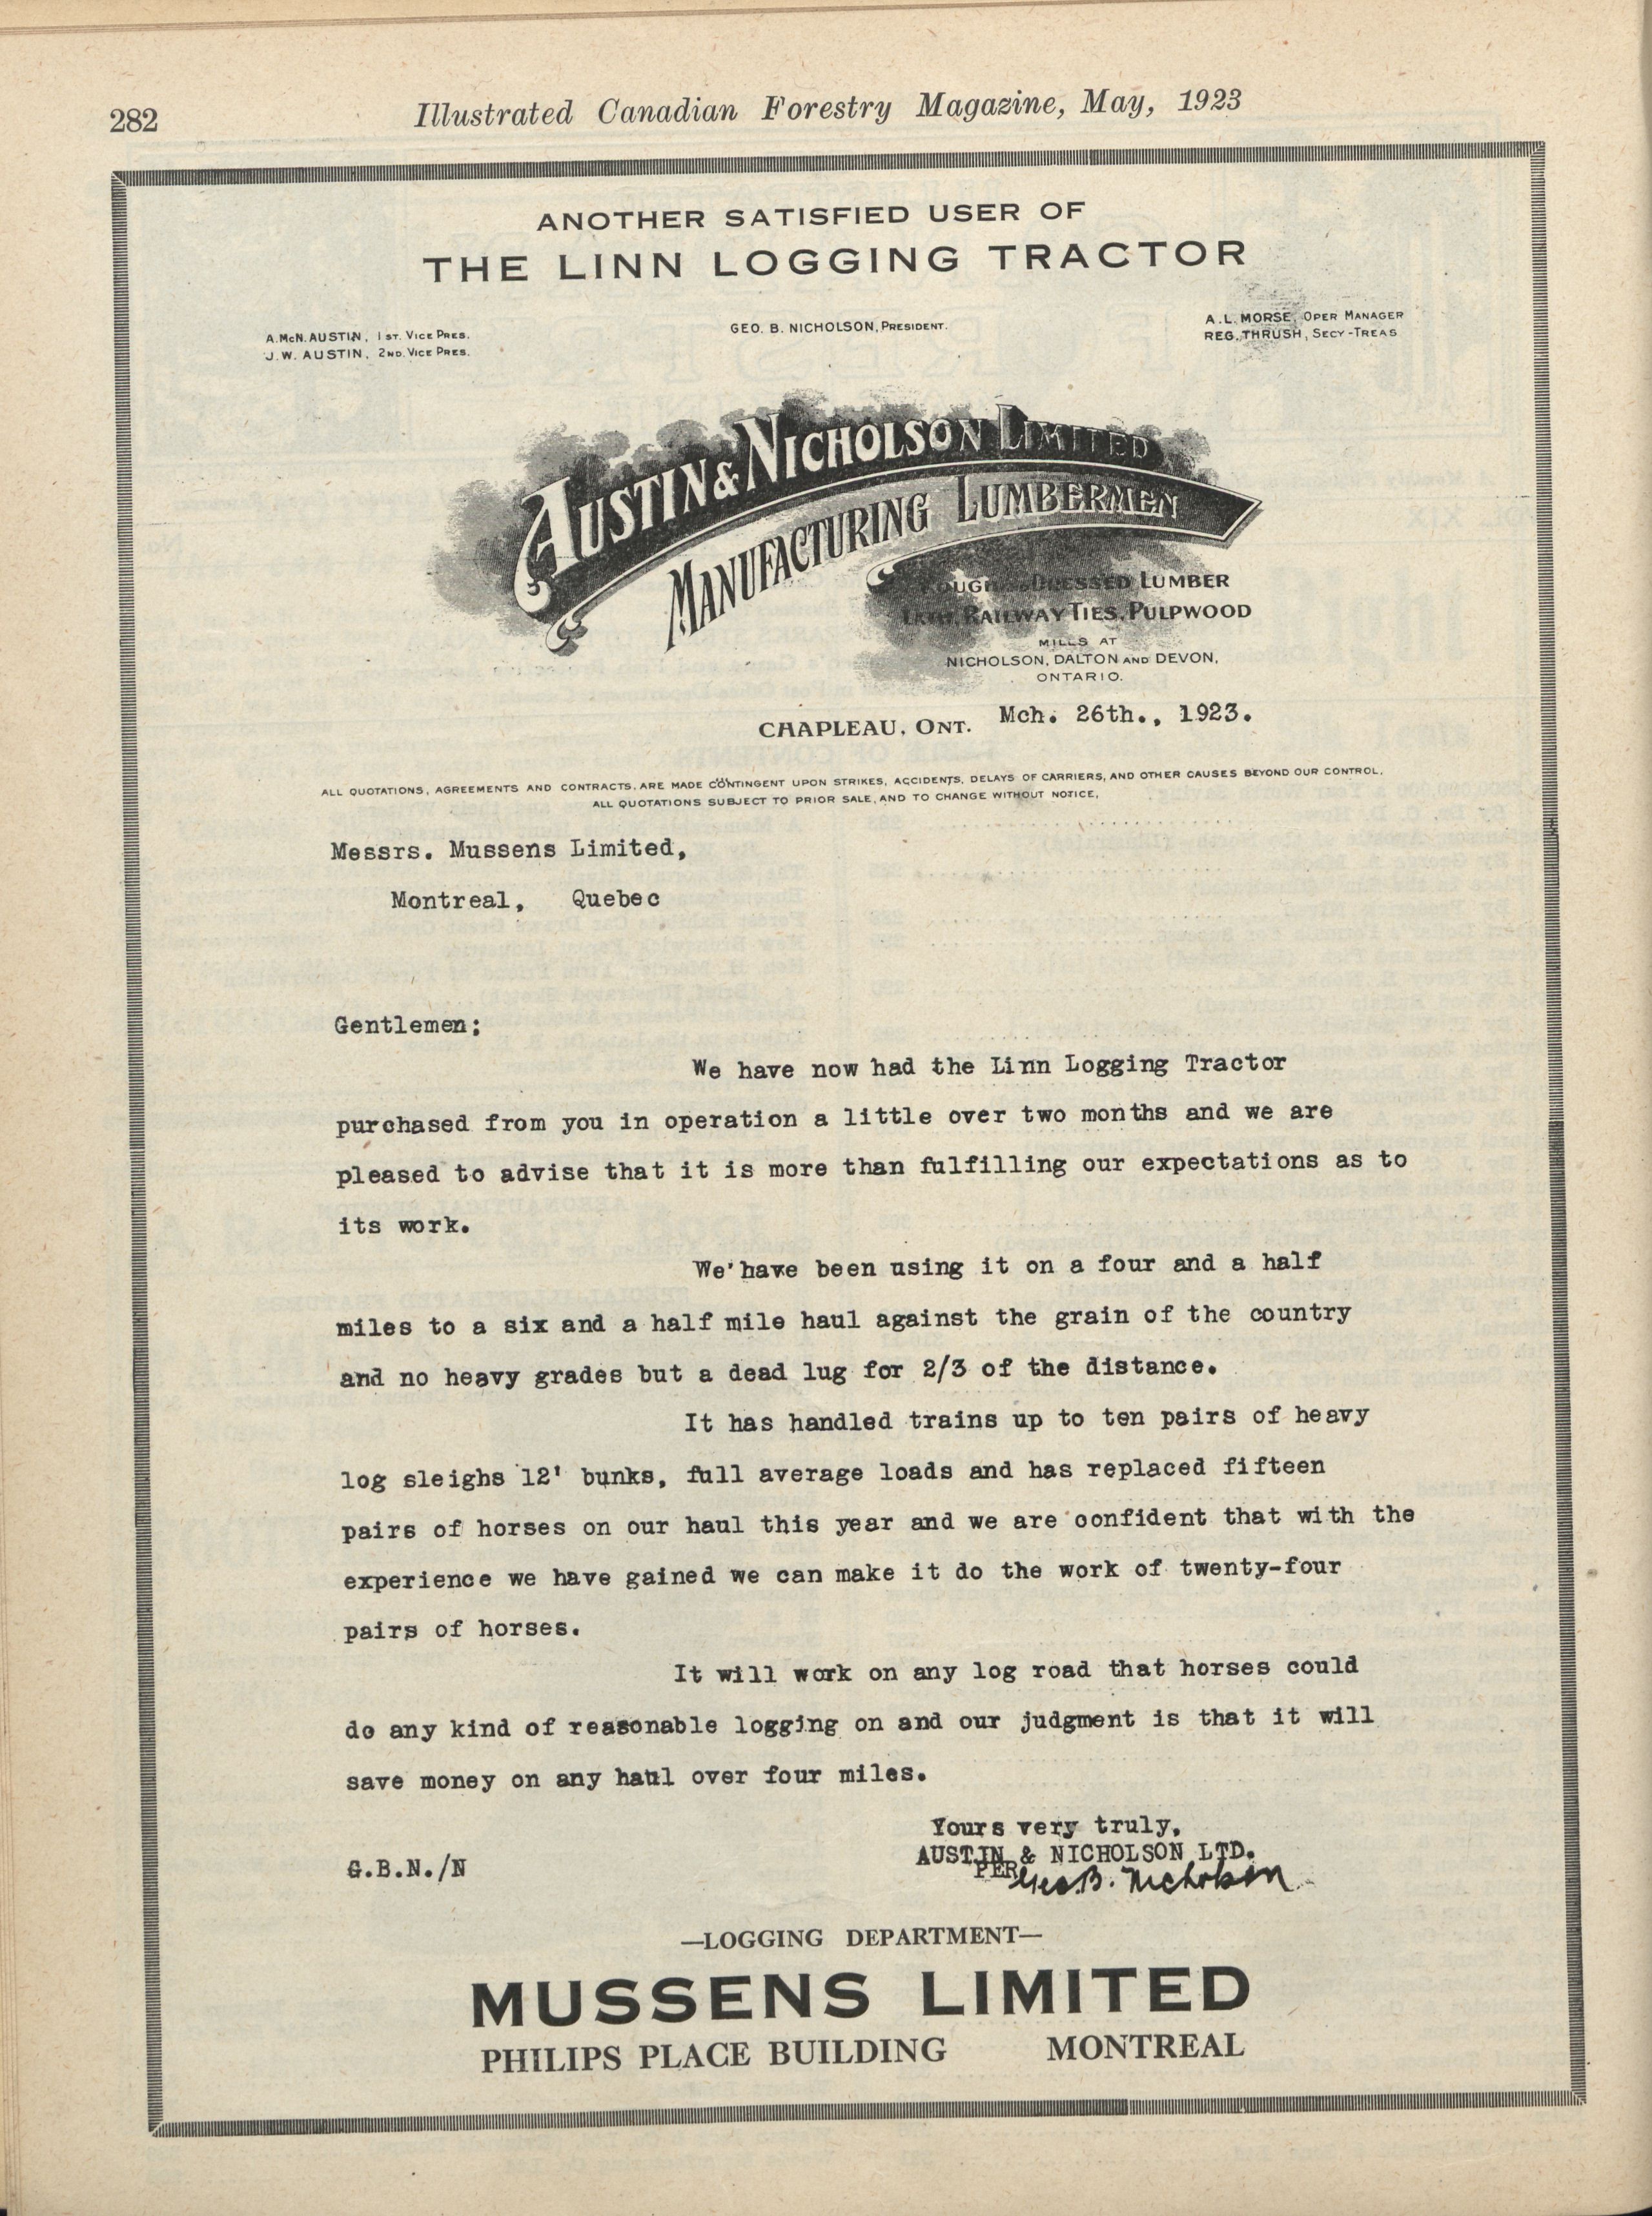 282
Illustrated Canadian Forestry Magazine, May, 1923
ANOTHER SATISFIED USER OF
THE LINN LOGGING TRACTOR
A.McN.AUSTIN, 1ST. VICE PRES.
J.W. AUSTIN, 2ND. VICE PRES.
GEO. B. NICHOLSON, PRESIDENT.
A.L. MORSE, OPER MANAGER
REG. THRUSH, SECY-TREAS
AUSTIN & NICHOLSON LIMITED
MANUFACTURING LUMBERMEN
ROUGH & DRESSED LUMBER
LATH, RAILWAY TIES, PULPWOOD
MILLS AT
NICHOLSON, DALTON AND DEVON,
ONTARIO.
CHAPLEAU, ONT. Mch. 26th., 1923.
ALL QUOTATIONS, AGREEMENTS AND CONTRACTS, ARE MADE CONTINGENT UPON STRIKES, ACCIDENTS, DELAYS OF CARRIERS, AND OTHER CAUSES BEYOND OUR CONTROL,
ALL QUOTATIONS SUBJECT TO PRIOR SALE, AND TO CHANGE WITHOUT NOTICE,
Messrs. Mussens Limited,
Montreal, Quebec
Gentlemen;
We have now had the Linn Logging Tractor
purchased from you in operation a little over two months and we are
pleased to advise that it is more than fulfilling our expectations as to
its work.
We'have been using it on a four and a half
miles to a six and a half mile haul against the grain of the country
and no heavy grades but a dead lug for 2/3 of the distance.
It has handled trains up to ten pairs of heavy
log sleighs 12' bunks, full average loads and has replaced fifteen
pairs of horses on our haul this year and we are confident that with the
experience we have gained we can make it do the work of twenty-four
pairs of horses.
It will work on any log road that horses could
do any kind of reasonable logging on and our judgment is that it will
save money on any haul over four miles.
Yours very truly,
AUSTIN & NICHOLSON LTD.
PER Geo.B. Nicholson
G.B.N./N
—LOGGING DEPARTMENT—
MUSSENS LIMITED
PHILIPS PLACE BUILDING MONTREAL